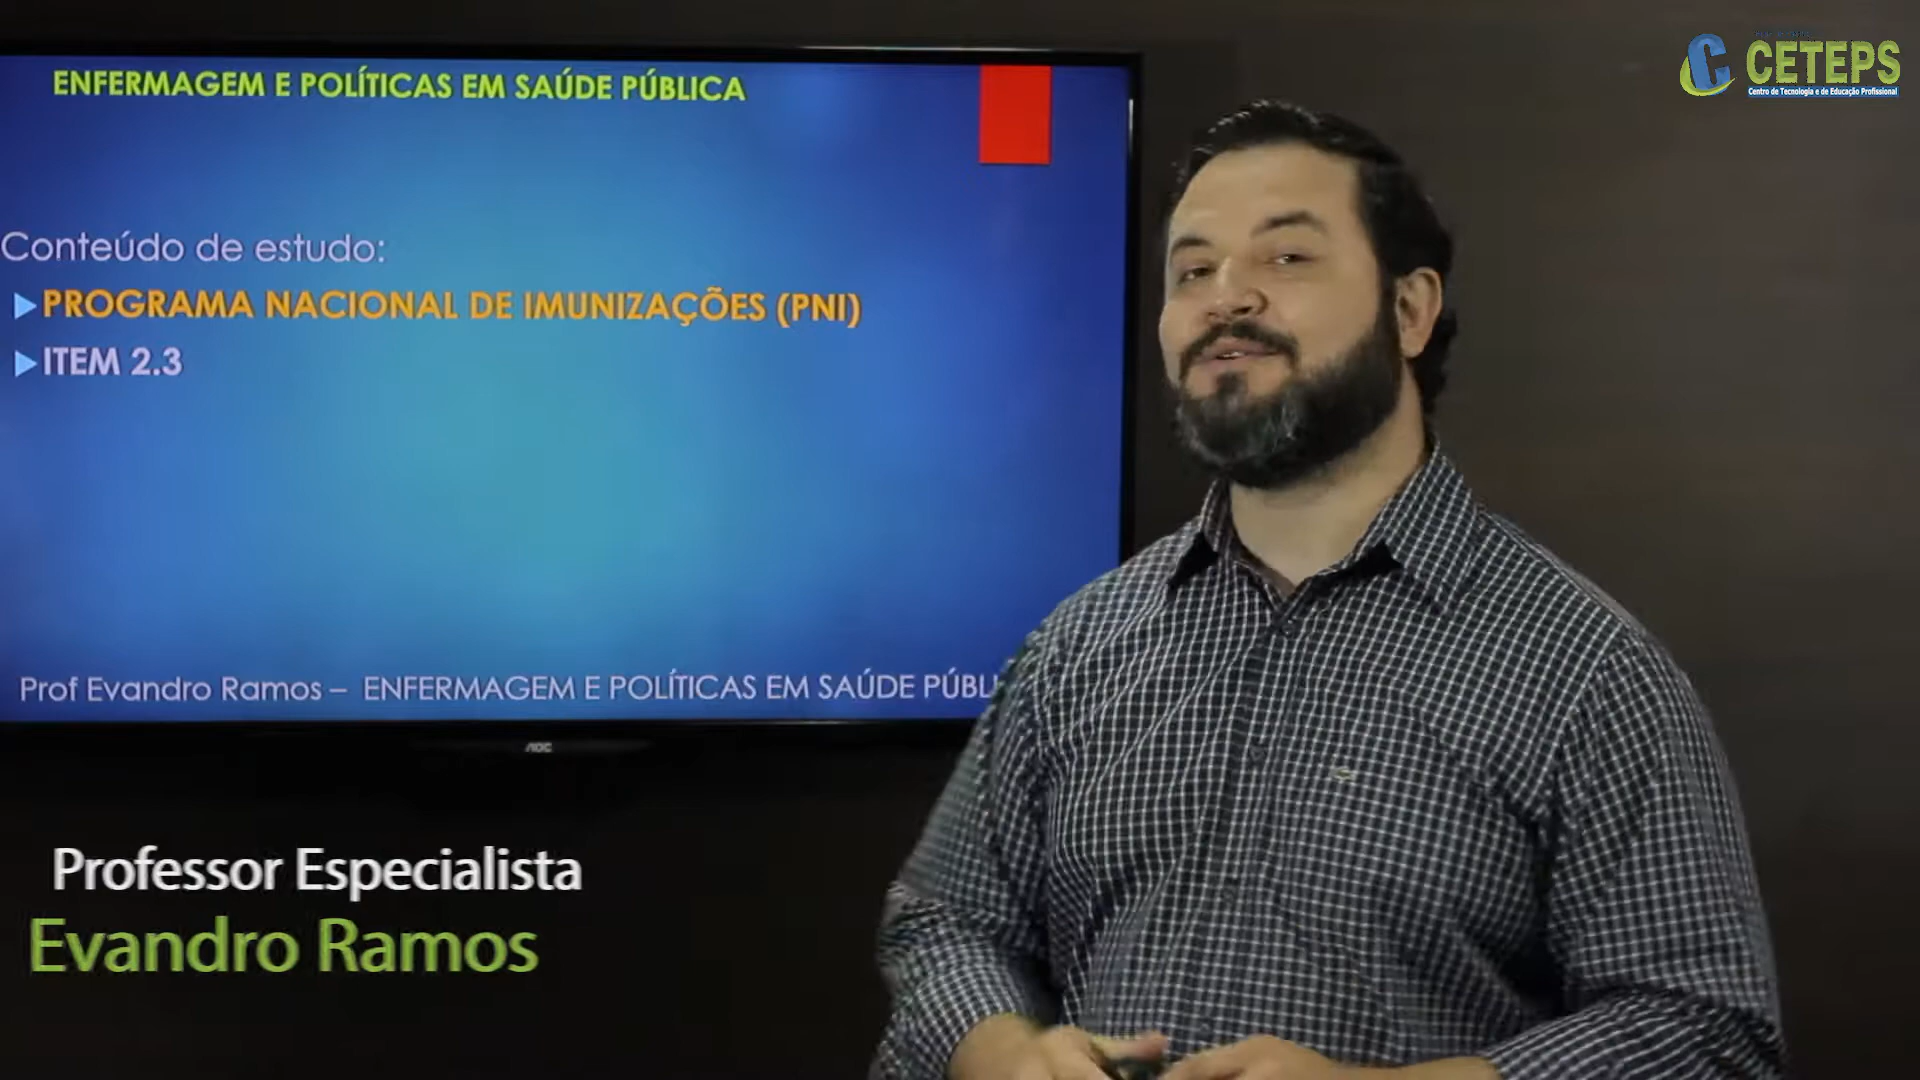 CETEPS
Centro de Tecnologia e de Educação Profissional
ENFERMAGEM E POLÍTICAS EM SAÚDE PÚBLICA
Conteúdo de estudo:
PROGRAMA NACIONAL DE IMUNIZAÇÕES (PNI)
ITEM 2.3
Prof Evandro Ramos – ENFERMAGEM E POLÍTICAS EM SAÚDE PÚBL
AOC
Professor Especialista
Evandro Ramos